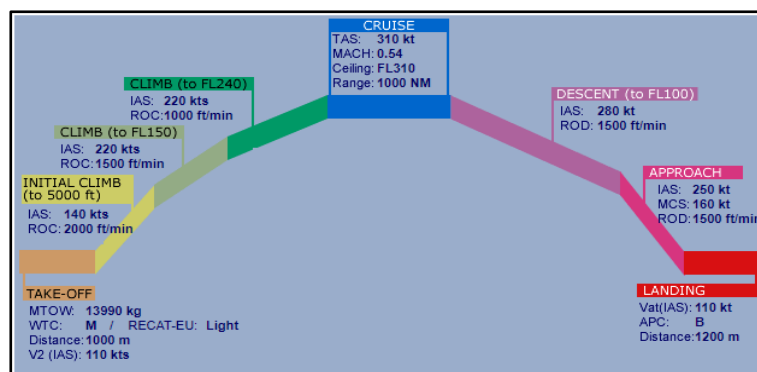 CRUISE
TAS: 310 kt
MACH: 0.54
Ceiling: FL310
Range: 1000 NM
CLIMB (to FL240)
IAS: 220 kts
ROC: 1000 ft/min
CLIMB (to FL150)
IAS: 220 kts
ROC: 1500 ft/min
INITIAL CLIMB
(to 5000 ft)
IAS: 140 kts
ROC: 2000 ft/min
TAKE-OFF
MTOW: 13990 kg
WTC: M / RECAT-EU: Light
Distance: 1000 m
V2 (IAS): 110 kts
DESCENT (to FL100)
IAS: 280 kt
ROD: 1500 ft/min
APPROACH
IAS: 250 kt
MCS: 160 kt
ROD: 1500 ft/min
LANDING
Vat(IAS): 110 kt
APC: B
Distance: 1200 m